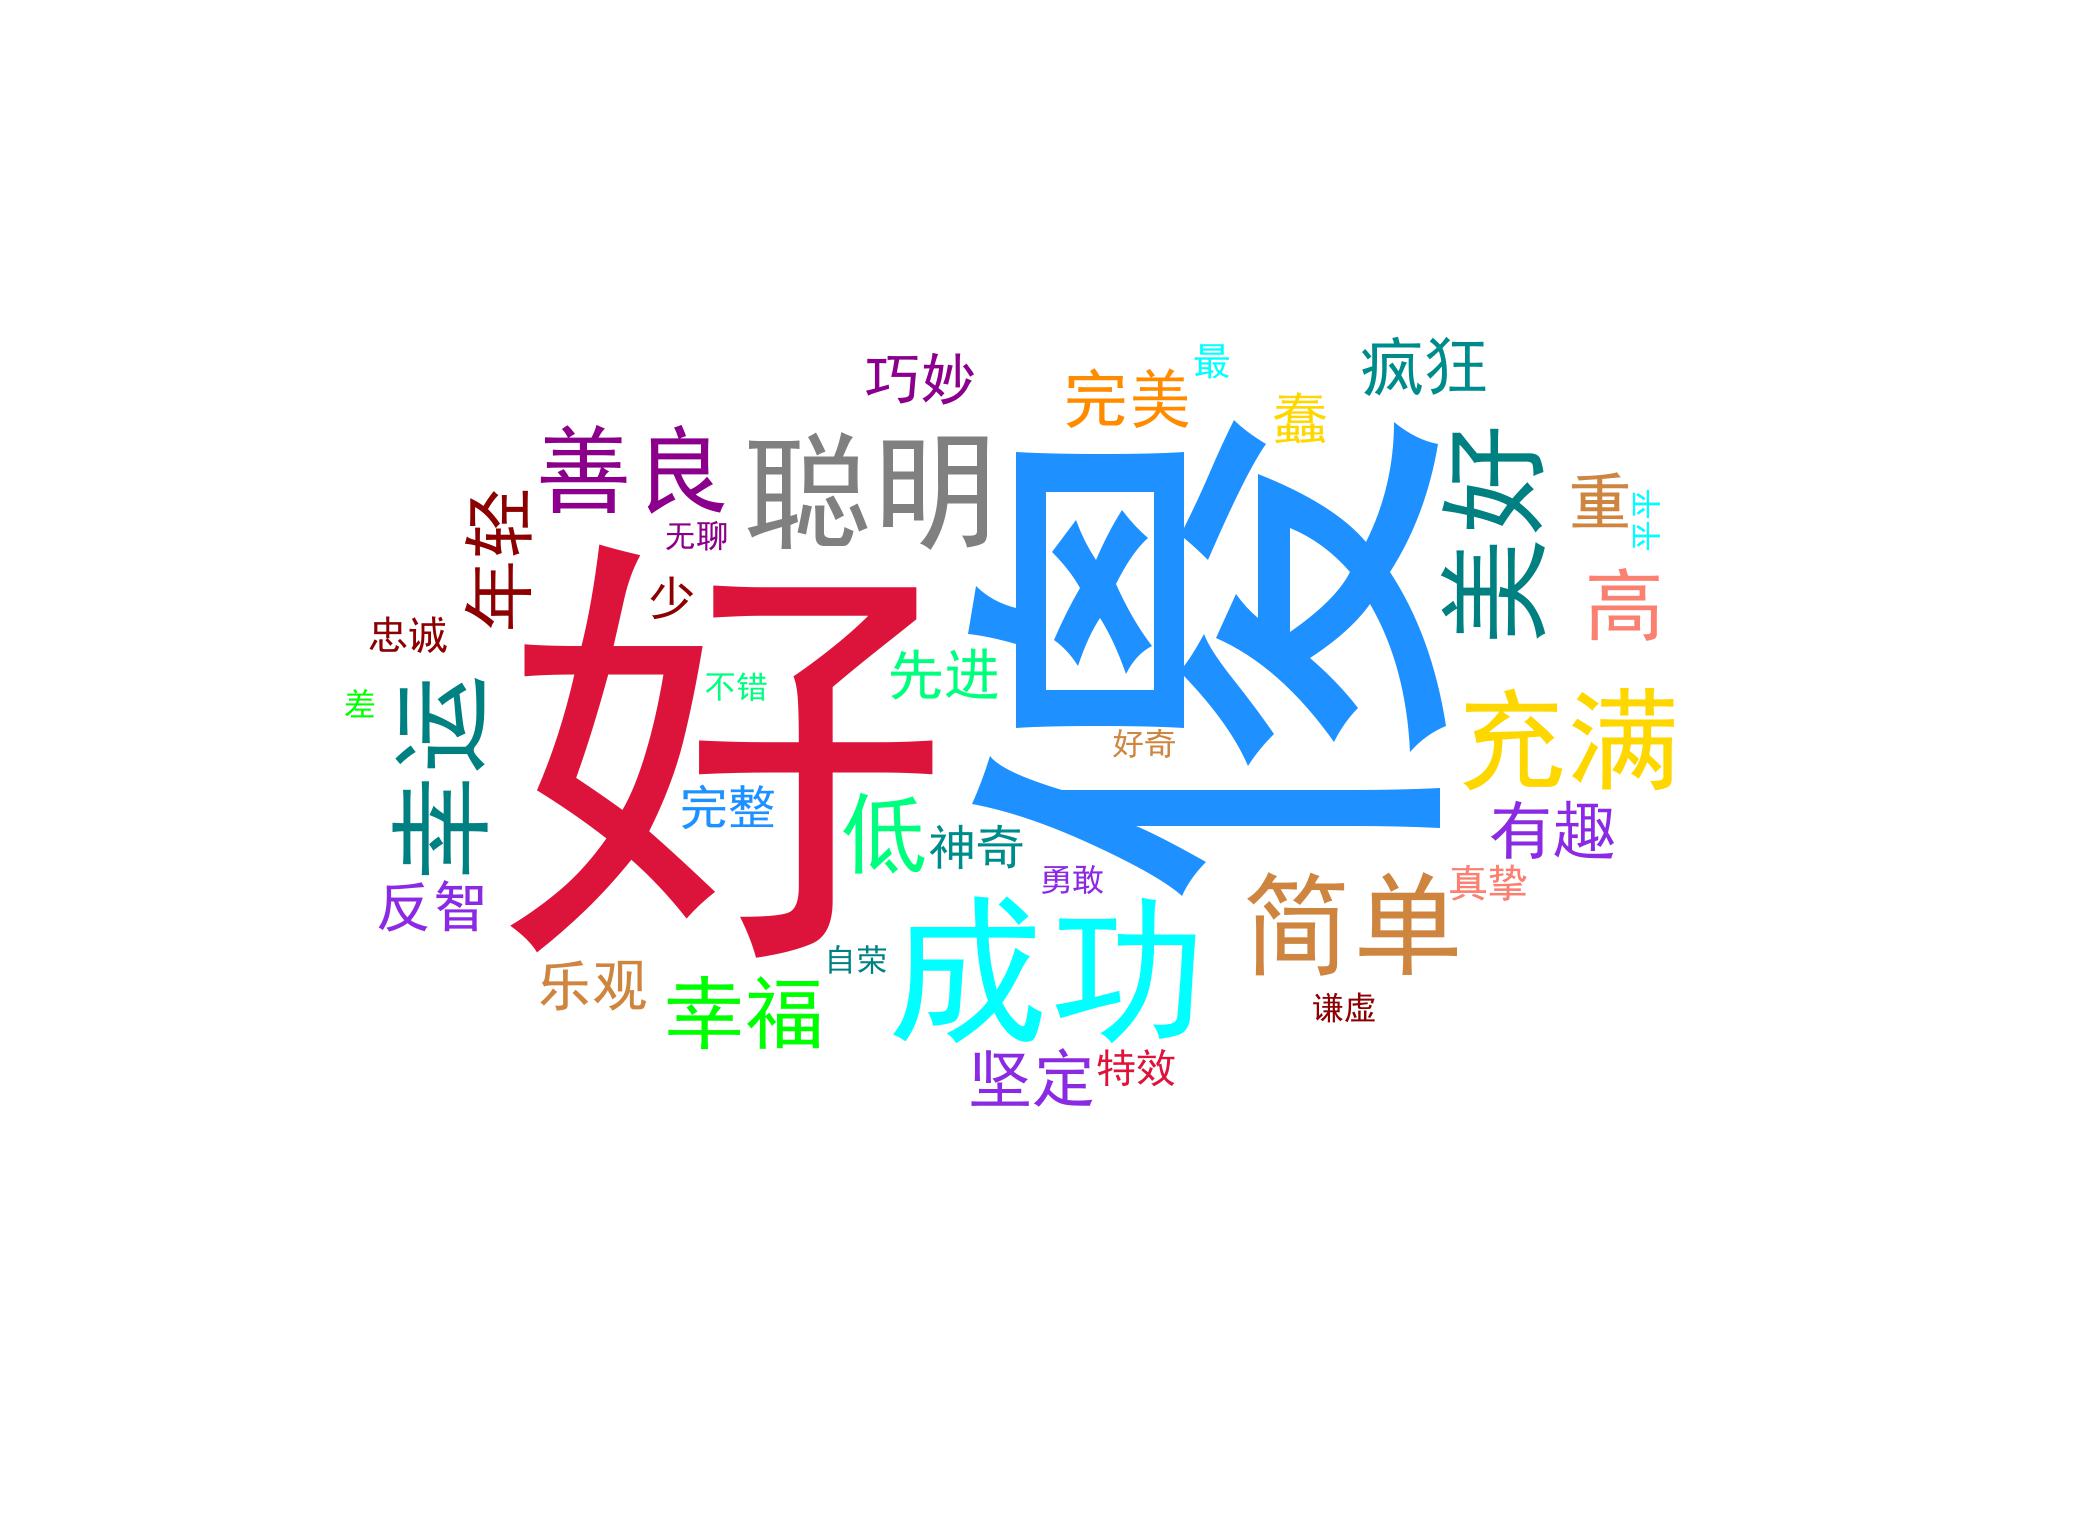 巧妙
完美
最
疯狂
蠢
善良
聪明
傻
美好
重
平平
年轻
无聊
少
好
高
忠诚
先进
不错
差
幸运
充满
好奇
完整
低
神奇
有趣
反智
勇敢
简单
真挚
成功
乐观
自荣
幸福
谦虚
坚定
特效